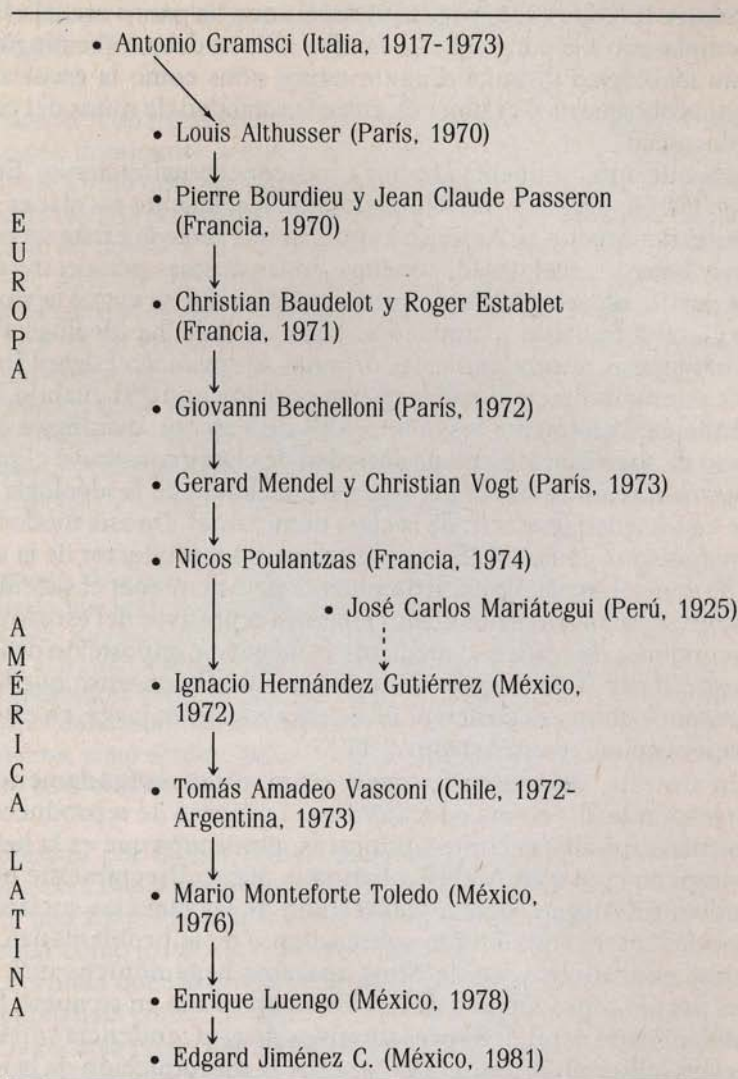 • Antonio Gramsci (Italia, 1917-1973)
• Louis Althusser (París, 1970)
• Pierre Bourdieu y Jean Claude Passeron
(Francia, 1970)
• Christian Baudelot y Roger Establet
(Francia, 1971)
• Giovanni Bechelloni (París, 1972)
• Gerard Mendel y Christian Vogt (París, 1973)
• Nicos Poulantzas (Francia, 1974)
EUROPA
• José Carlos Mariátegui (Perú, 1925)
• Ignacio Hernández Gutiérrez (México,
1972)
• Tomás Amadeo Vasconi (Chile, 1972-
Argentina, 1973)
• Mario Monteforte Toledo (México,
1976)
• Enrique Luengo (México, 1978)
• Edgard Jiménez C. (México, 1981)
AMÉRICA LATINA